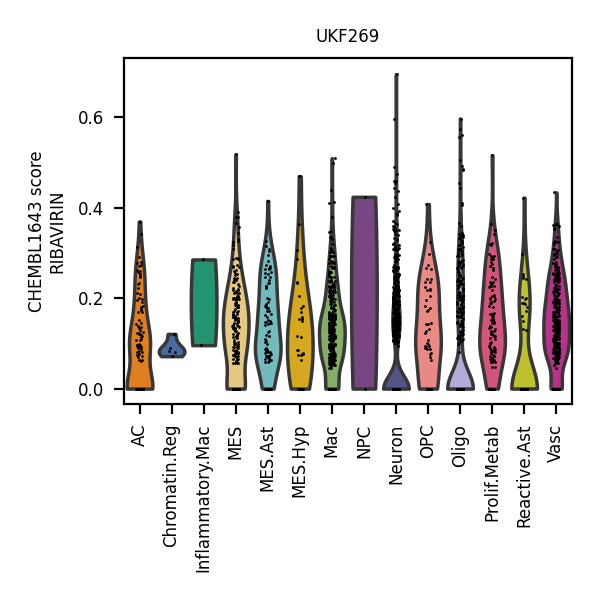 UKF269
CHEMBL1643 score
RIBAVIRIN
0.6
0.4
0.2
0.0
AC
Chromatin.Reg
Inflammatory.Mac
MES
MES.Ast
MES.Hyp
Mac
NPC
Neuron
OPC
Oligo
Prolif.Metab
Reactive.Ast
Vasc